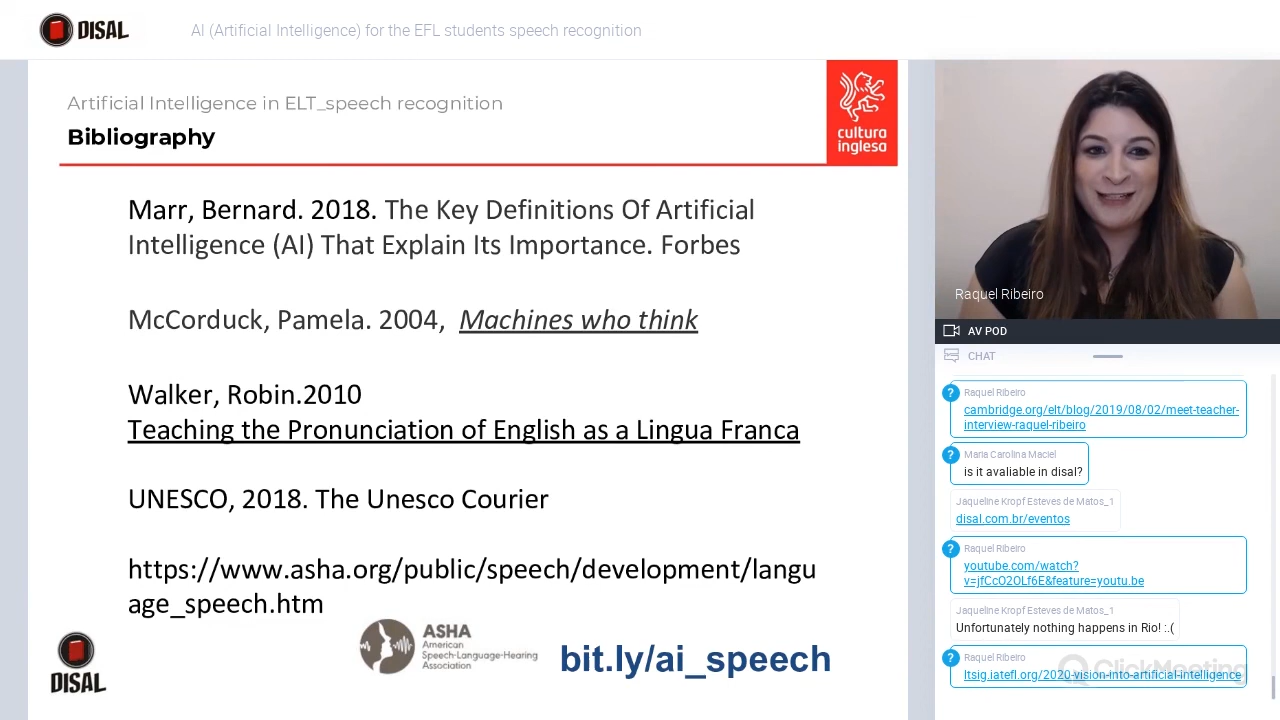 DISAL
AI (Artificial Intelligence) for the EFL students speech recognition
Artificial Intelligence in ELT_speech recognition
Bibliography
cultura
inglesa
Marr, Bernard. 2018. The Key Definitions Of Artificial
Intelligence (AI) That Explain Its Importance. Forbes
McCorduck, Pamela. 2004, Machines who think
Walker, Robin.2010
Teaching the Pronunciation of English as a Lingua Franca
UNESCO, 2018. The Unesco Courier
https://www.asha.org/public/speech/development/langu
age_speech.htm
DISAL
ASHA
American
Speech-Language-Hearing
Association
bit.ly/ai_speech
Raquel Ribeiro
AV POD
CHAT
? Raquel Ribeiro
cambridge.org/elt/blog/2019/08/02/meet-teacher-
interview-raquel-ribeiro
? Maria Carolina Maciel
is it avaliable in disal?
Jaqueline Kropf Esteves de Matos_1
disal.com.br/eventos
? Raquel Ribeiro
youtube.com/watch?
v=jfCcO2OLf6E&feature=youtu.be
Jaqueline Kropf Esteves de Matos_1
Unfortunately nothing happens in Rio! :.(
? Raquel Ribeiro
ltsig.iatefl.org/2020-vision-into-artificial-intelligence
ClickMeeting